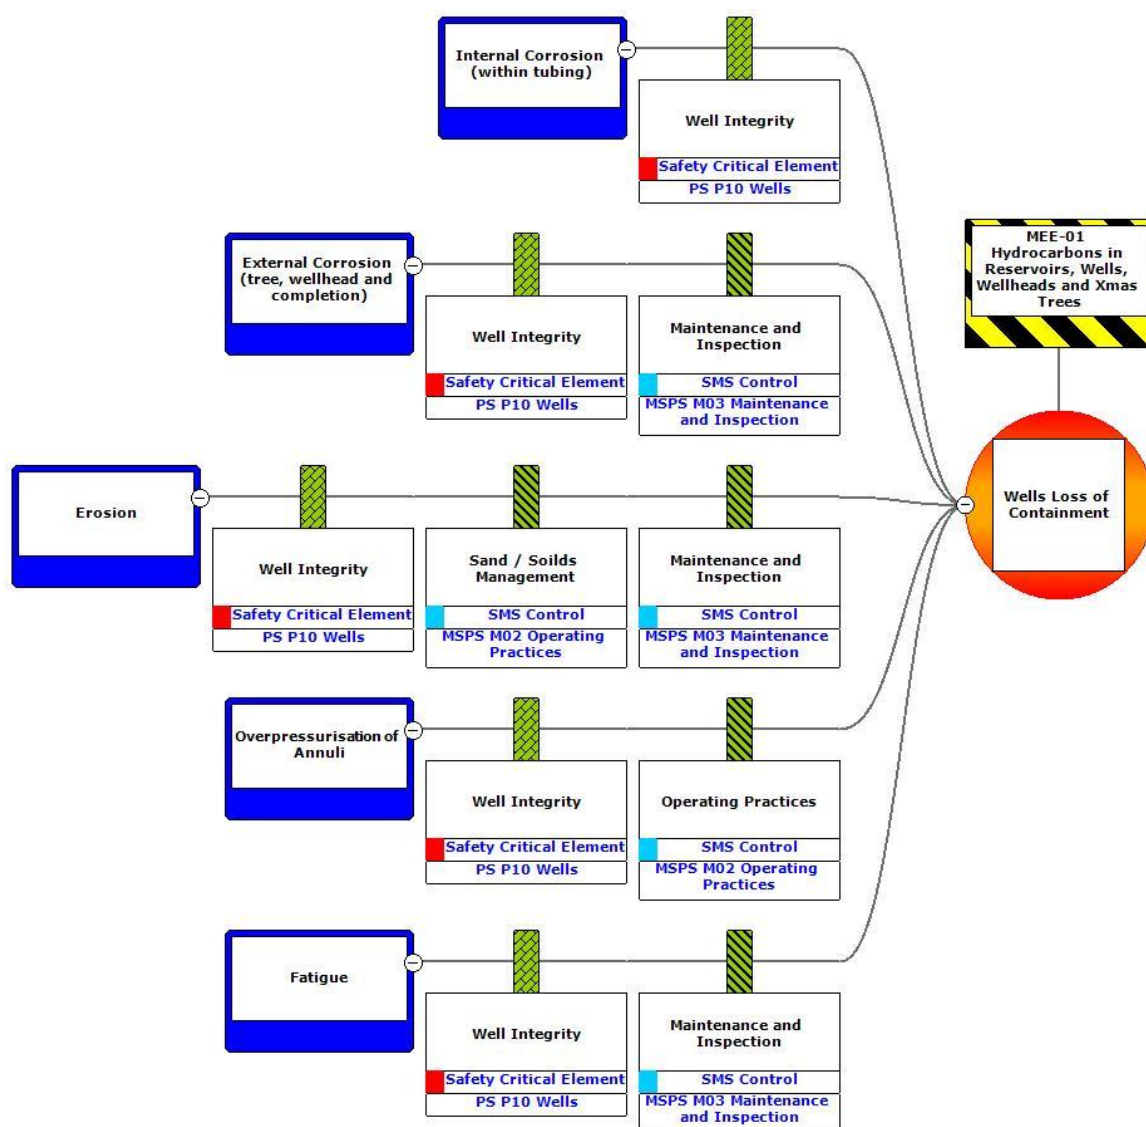 Internal Corrosion
(within tubing)
Well Integrity
Safety Critical Element
PS P10 Wells
MEE-01
Hydrocarbons in
Reservoirs, Wells,
Wellheads and Xmas
Trees
External Corrosion
(tree, wellhead and
completion)
Well Integrity
Safety Critical Element
PS P10 Wells
Maintenance and
Inspection
SMS Control
MSPS M03 Maintenance
and Inspection
Wells Loss of
Containment
Erosion
Well Integrity
Safety Critical Element
PS P10 Wells
Sand / Soilds
Management
SMS Control
MSPS M02 Operating
Practices
Maintenance and
Inspection
SMS Control
MSPS M03 Maintenance
and Inspection
Overpressurisation of
Annuli
Well Integrity
Safety Critical Element
PS P10 Wells
Operating Practices
SMS Control
MSPS M02 Operating
Practices
Fatigue
Well Integrity
Safety Critical Element
PS P10 Wells
Maintenance and
Inspection
SMS Control
MSPS M03 Maintenance
and Inspection